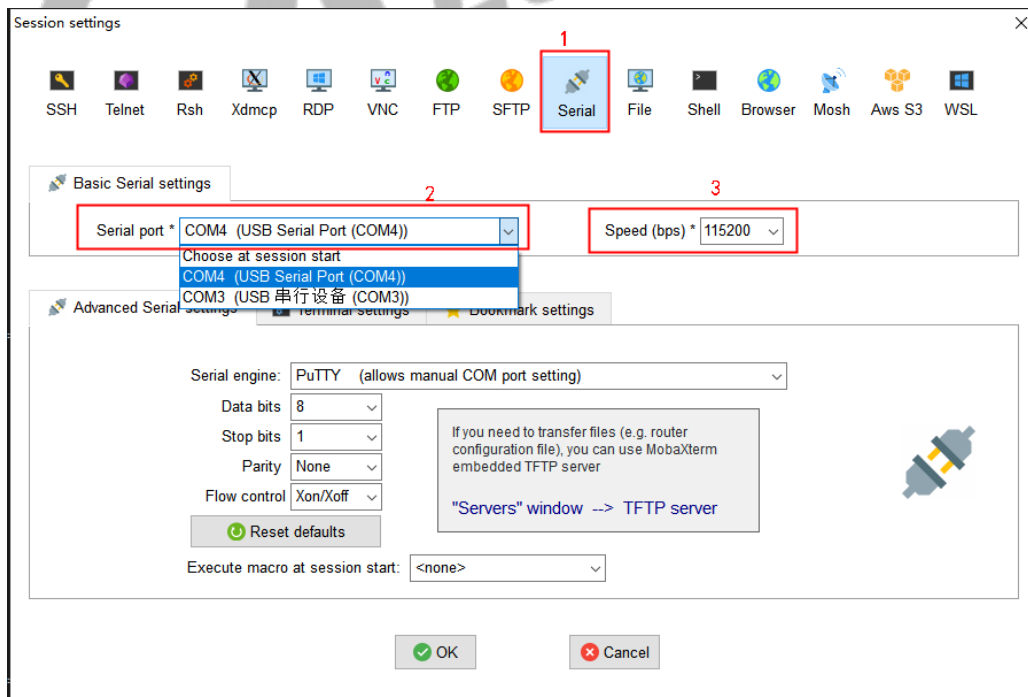 Session settings
1
SSH Telnet Rsh Xdmcp RDP VNC FTP SFTP Serial File Shell Browser Mosh Aws S3 WSL
Basic Serial settings
2 3
Serial port * COM4 (USB Serial Port (COM4)) Speed (bps) * 115200
Choose at session start
COM4 (USB Serial Port (COM4))
COM3 (USB 串行设备 (COM3))
Advanced Serial settings Terminal settings Bookmark settings
Serial engine: PuTTY (allows manual COM port setting)
Data bits 8
Stop bits 1
Parity None
Flow control Xon/Xoff
Reset defaults
If you need to transfer files (e.g. router
configuration file), you can use MobaXterm
embedded TFTP server
"Servers" window --> TFTP server
Execute macro at session start: <none>
OK Cancel